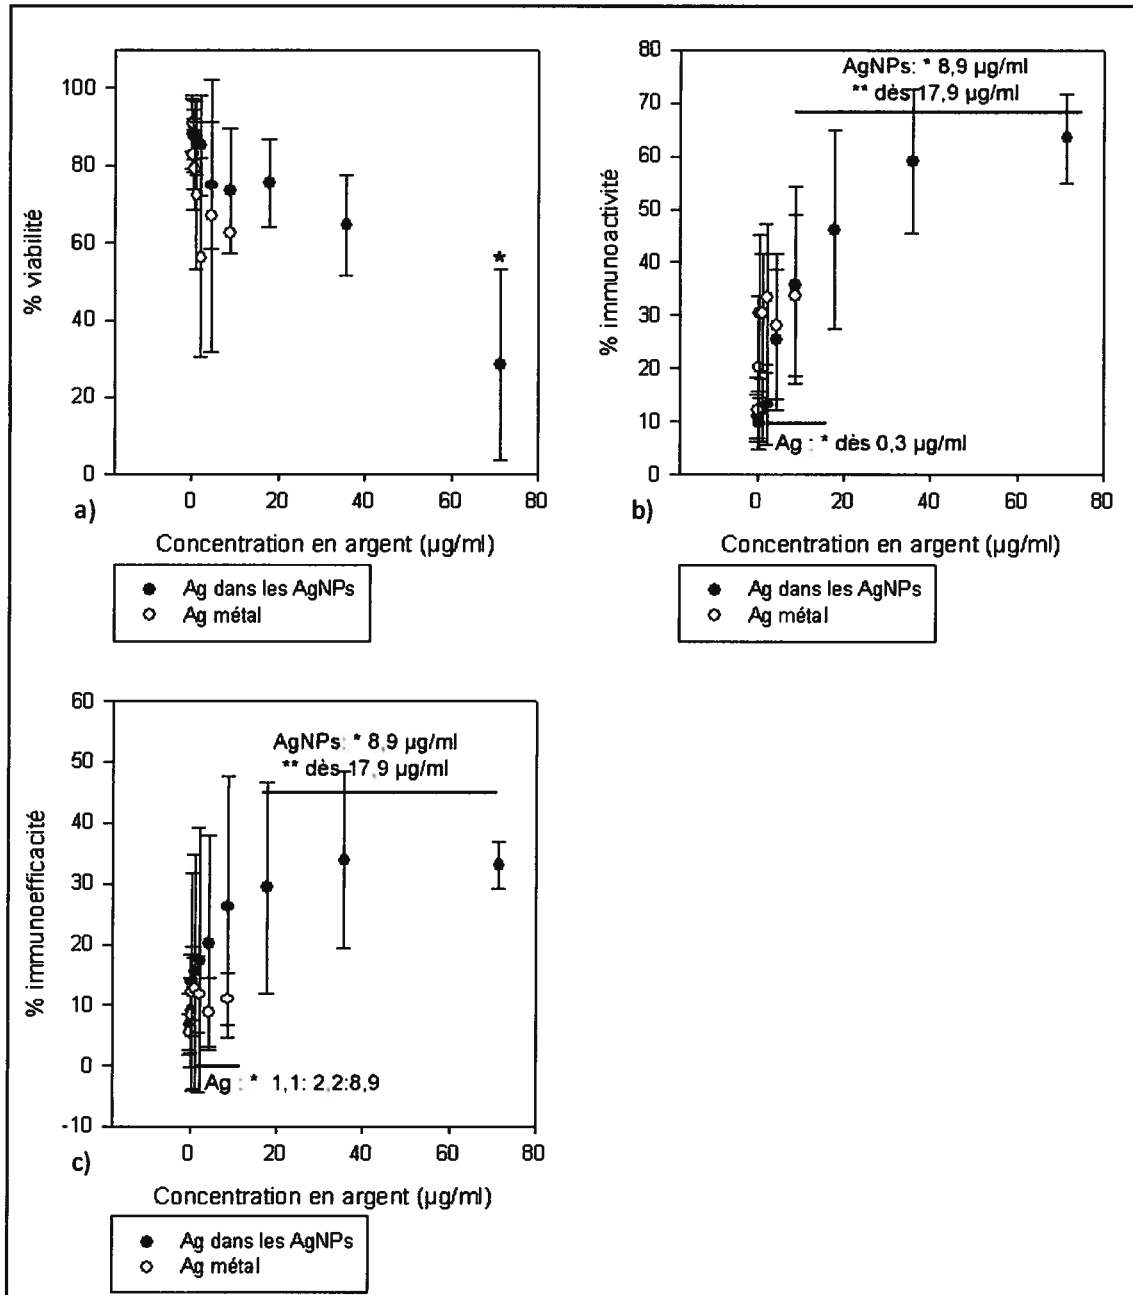 100
80
60
40
20
0
% viabilité
*
0 20 40 60 80
a)
Concentration en argent (µg/ml)
Ag dans les AgNPs
Ag métal
80
70
60
50
40
30
20
10
0
% immunoactivité
AgNPs: * 8,9 µg/ml
** dès 17,9 µg/ml
Ag : * dès 0,3 µg/ml
0 20 40 60 80
b)
Concentration en argent (µg/ml)
Ag dans les AgNPs
Ag métal
60
50
40
30
20
10
0
-10
% immunoefficacité
AgNPs: * 8,9 µg/ml
** dès 17,9 µg/ml
Ag : * 1,1: 2,2:8,9
0 20 40 60 80
c)
Concentration en argent (µg/ml)
Ag dans les AgNPs
Ag métal